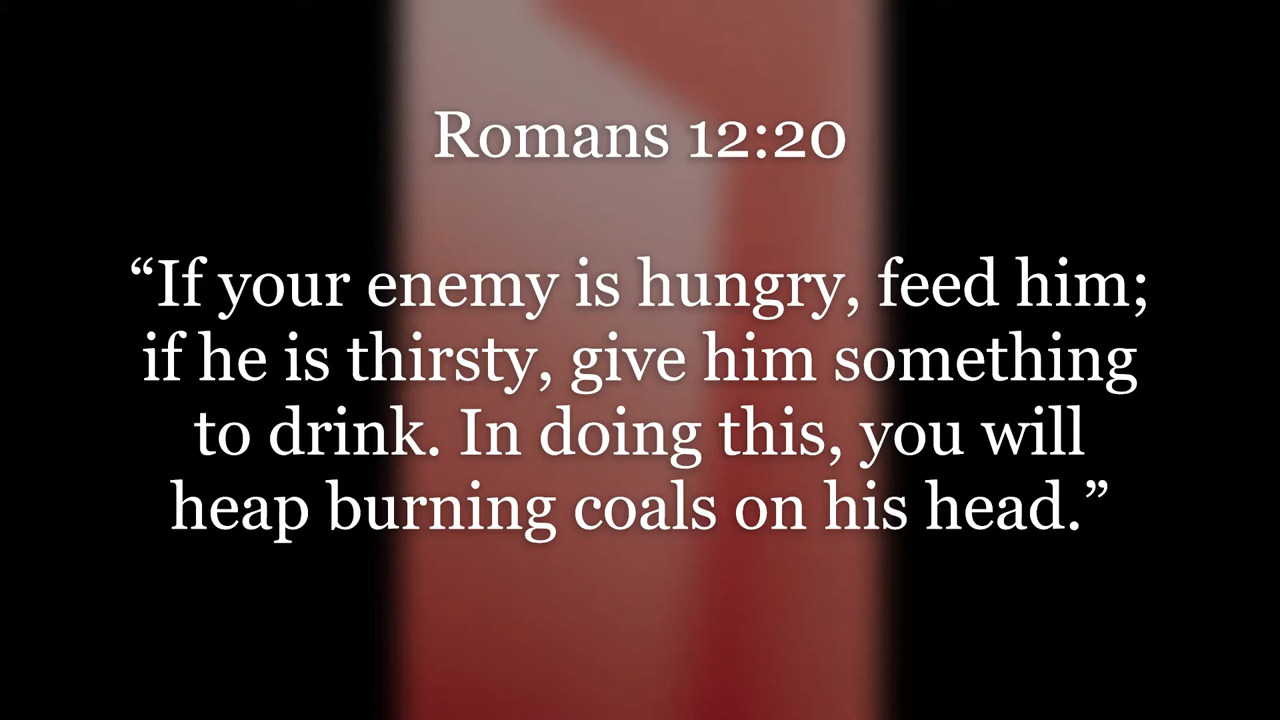 Romans 12:20
“If your enemy is hungry, feed him;
if he is thirsty, give him something
to drink. In doing this, you will
heap burning coals on his head.”